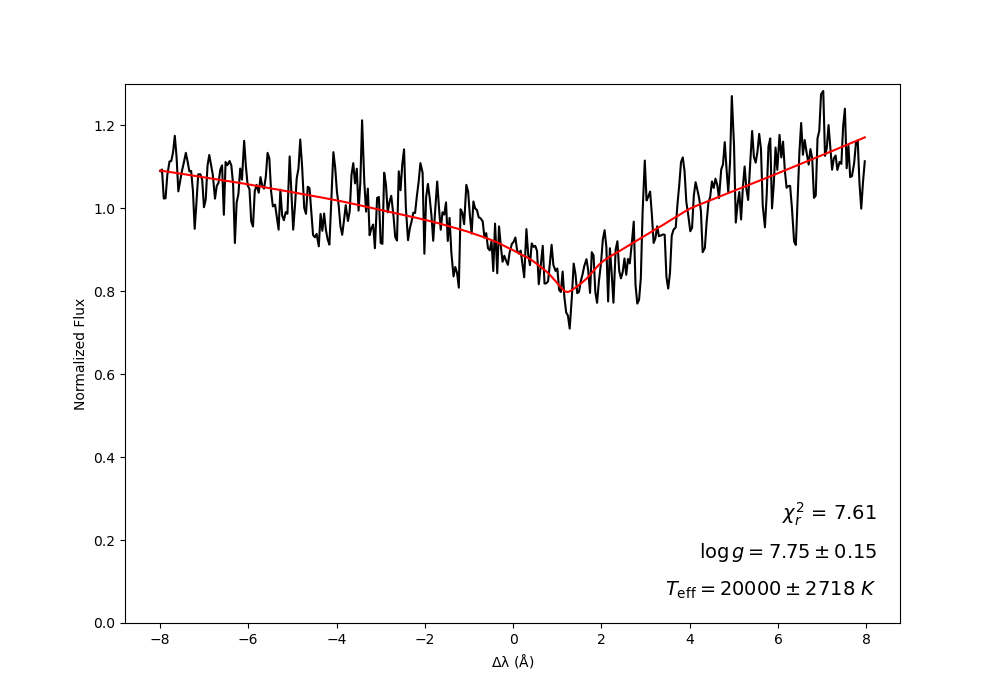 1.2
1.0
0.8
0.6
0.4
0.2
0.0
Normalized Flux
χ²ᵣ = 7.61
log g = 7.75 ± 0.15
T_eff = 20000 ± 2718 K
−8 −6 −4 −2 0 2 4 6 8
Δλ (Å)